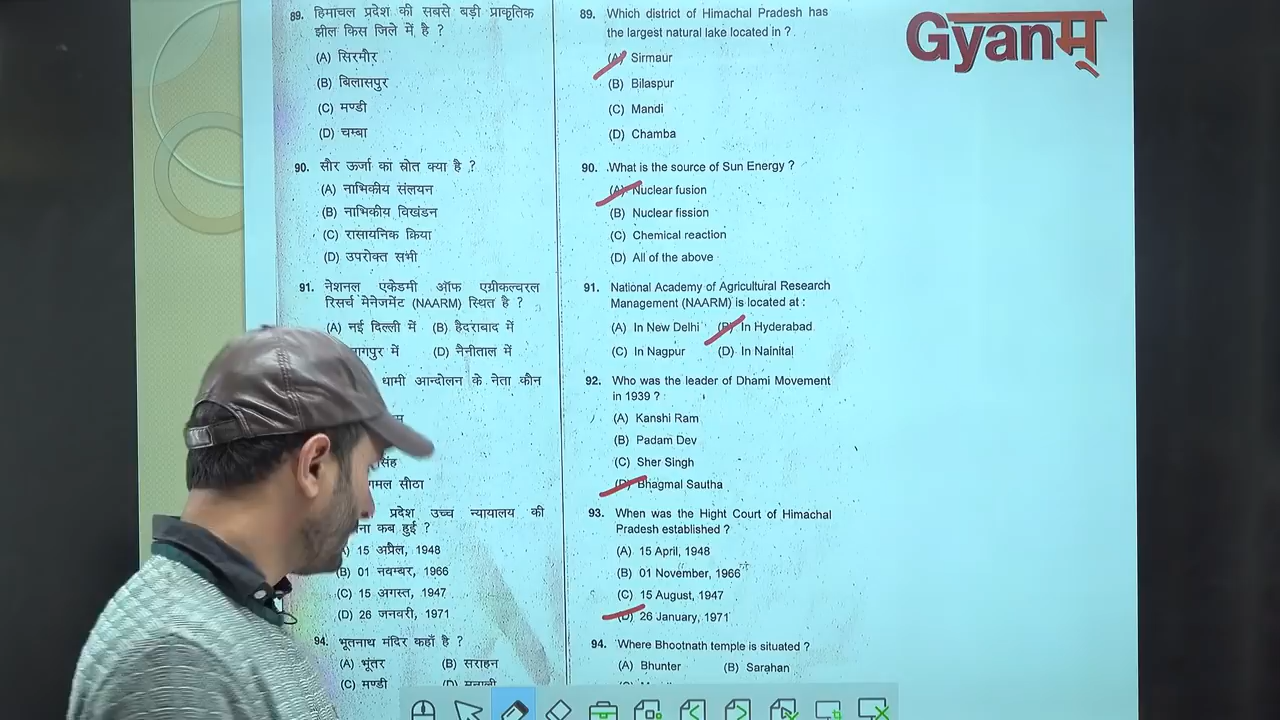 89. हिमाचल प्रदेश की सबसे बड़ी प्राकृतिक
झील किस जिले में है ?
(A) सिरमौर
(B) बिलासपुर
(C) मण्डी
(D) चम्बा
90. सौर ऊर्जा का स्रोत क्या है ?
(A) नाभिकीय संलयन
(B) नाभिकीय विखंडन
(C) रासायनिक क्रिया
(D) उपरोक्त सभी
91. नेशनल एकेडमी ऑफ एग्रीकल्चरल
रिसर्च मेनेजमेंट (NAARM) स्थित है ?
(A) नई दिल्ली में (B) हैदराबाद में
में (D) नैनीताल में
धामी आन्दोलन के नेता कौन
सीठा
प्रदेश उच्च न्यायालय की
कब हुई ?
15 अप्रैल, 1948
(B) 01 नवम्बर, 1966
(C) 15 अगस्त, 1947
(D) 26 जनवरी, 1971
94. भूतनाथ मंदिर कहाँ है ?
(A) भूंतर (B) सराहन
(C) मण्डी (D) मनाली
89. Which district of Himachal Pradesh has
the largest natural lake located in ?
(A) Sirmaur
(B) Bilaspur
(C) Mandi
(D) Chamba
90. What is the source of Sun Energy ?
(A) Nuclear fusion
(B) Nuclear fission
(C) Chemical reaction
(D) All of the above
91. National Academy of Agricultural Research
Management (NAARM) is located at :
(A) In New Delhi (B) In Hyderabad
(C) In Nagpur (D) In Nainital
92. Who was the leader of Dhami Movement
in 1939 ?
(A) Kanshi Ram
(B) Padam Dev
(C) Sher Singh
(D) Bhagmal Sautha
93. When was the Hight Court of Himachal
Pradesh established ?
(A) 15 April, 1948
(B) 01 November, 1966
(C) 15 August, 1947
(D) 26 January, 1971
94. Where Bhootnath temple is situated ?
(A) Bhunter (B) Sarahan
Gyanम्